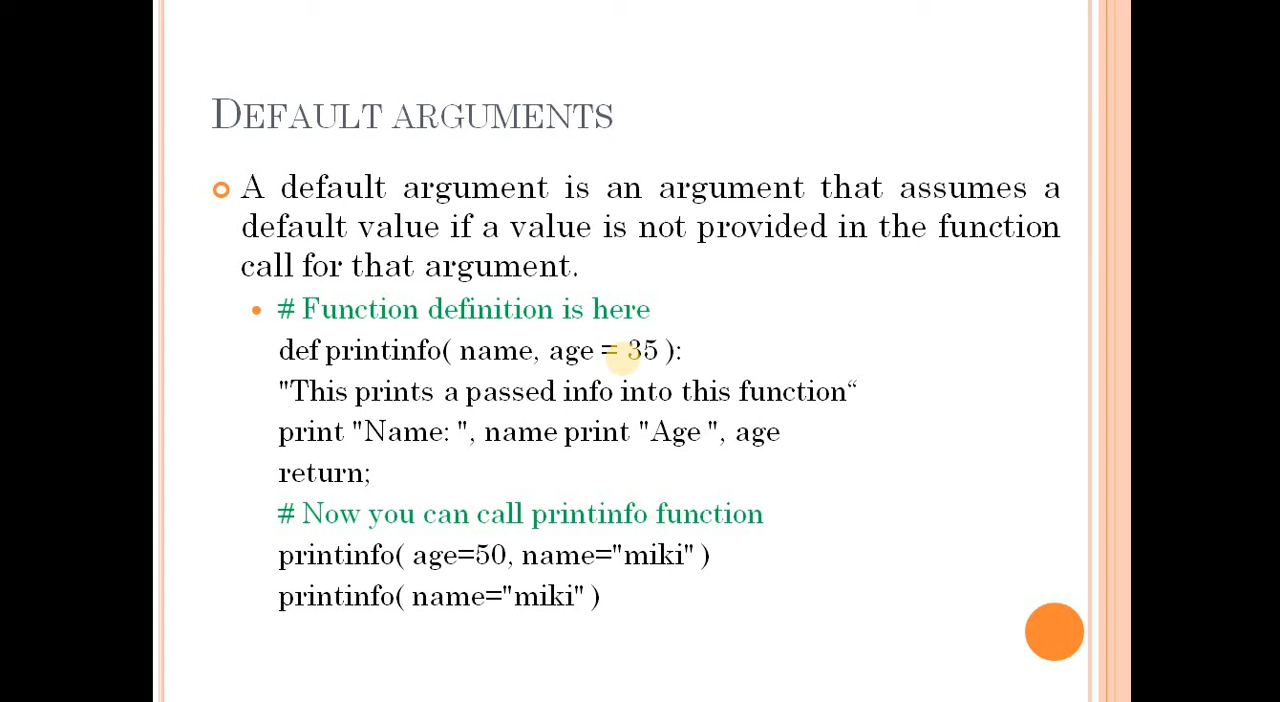 DEFAULT ARGUMENTS
A default argument is an argument that assumes a
default value if a value is not provided in the function
call for that argument.
# Function definition is here
def printinfo( name, age = 35 ):
"This prints a passed info into this function“
print "Name: ", name print "Age ", age
return;
# Now you can call printinfo function
printinfo( age=50, name="miki" )
printinfo( name="miki" )